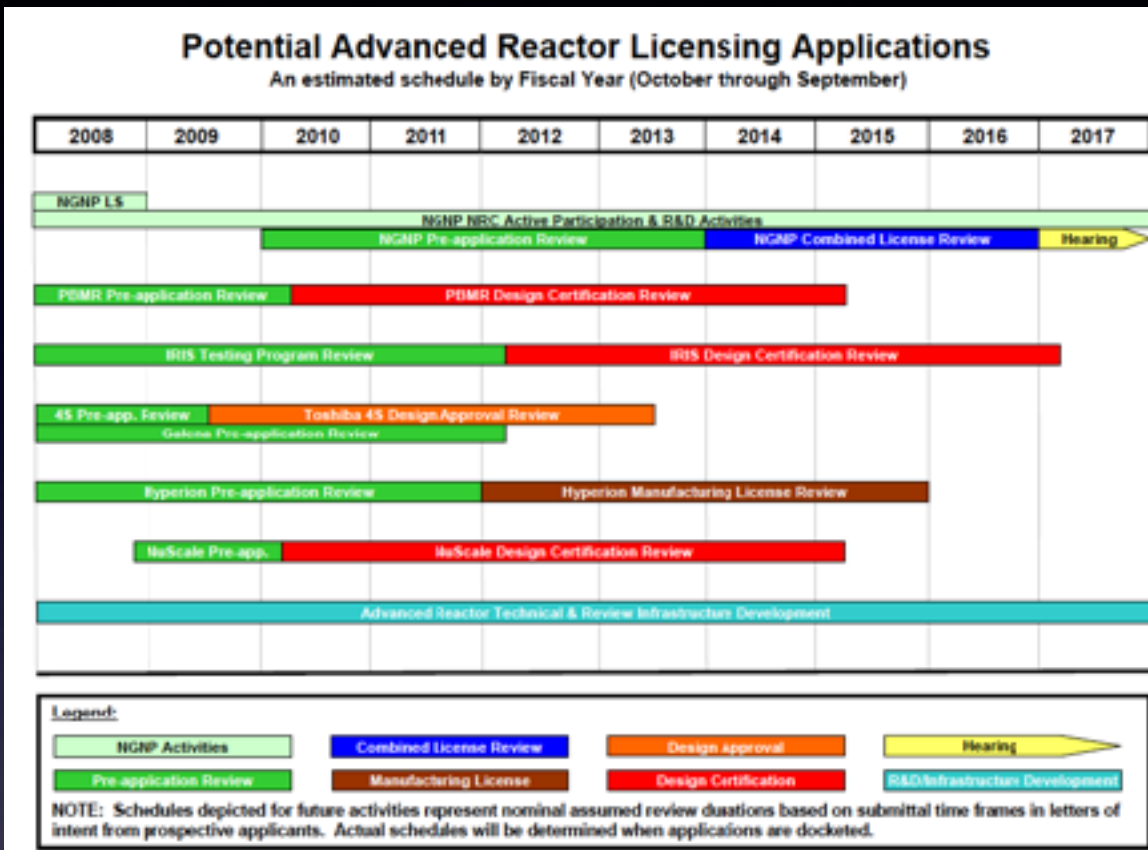 Potential Advanced Reactor Licensing Applications
An estimated schedule by Fiscal Year (October through September)
2008 2009 2010 2011 2012 2013 2014 2015 2016 2017
NGNP LS
NGNP NRC Active Participation & R&D Activities
NGNP Pre-application Review NGNP Combined License Review Hearing
PBMR Pre-application Review PBMR Design Certification Review
IRIS Testing Program Review IRIS Design Certification Review
4S Pre-app. Review Toshiba 4S Design Approval Review
Galena Pre-application Review
Hyperion Pre-application Review Hyperion Manufacturing License Review
NuScale Pre-app. NuScale Design Certification Review
Advanced Reactor Technical & Review Infrastructure Development
Legend:
NGNP Activities Combined License Review Design Approval Hearing
Pre-application Review Manufacturing License Design Certification R&D/Infrastructure Development
NOTE: Schedules depicted for future activities represent nominal assumed review durations based on submittal time frames in letters of
intent from prospective applicants. Actual schedules will be determined when applications are docketed.